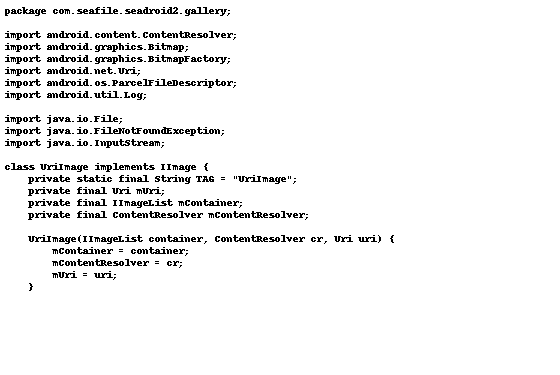 package com.seafile.seadroid2.gallery;

import android.content.ContentResolver;
import android.graphics.Bitmap;
import android.graphics.BitmapFactory;
import android.net.Uri;
import android.os.ParcelFileDescriptor;
import android.util.Log;

import java.io.File;
import java.io.FileNotFoundException;
import java.io.InputStream;

class UriImage implements IImage {
    private static final String TAG = "UriImage";
    private final Uri mUri;
    private final IImageList mContainer;
    private final ContentResolver mContentResolver;

    UriImage(IImageList container, ContentResolver cr, Uri uri) {
        mContainer = container;
        mContentResolver = cr;
        mUri = uri;
    }